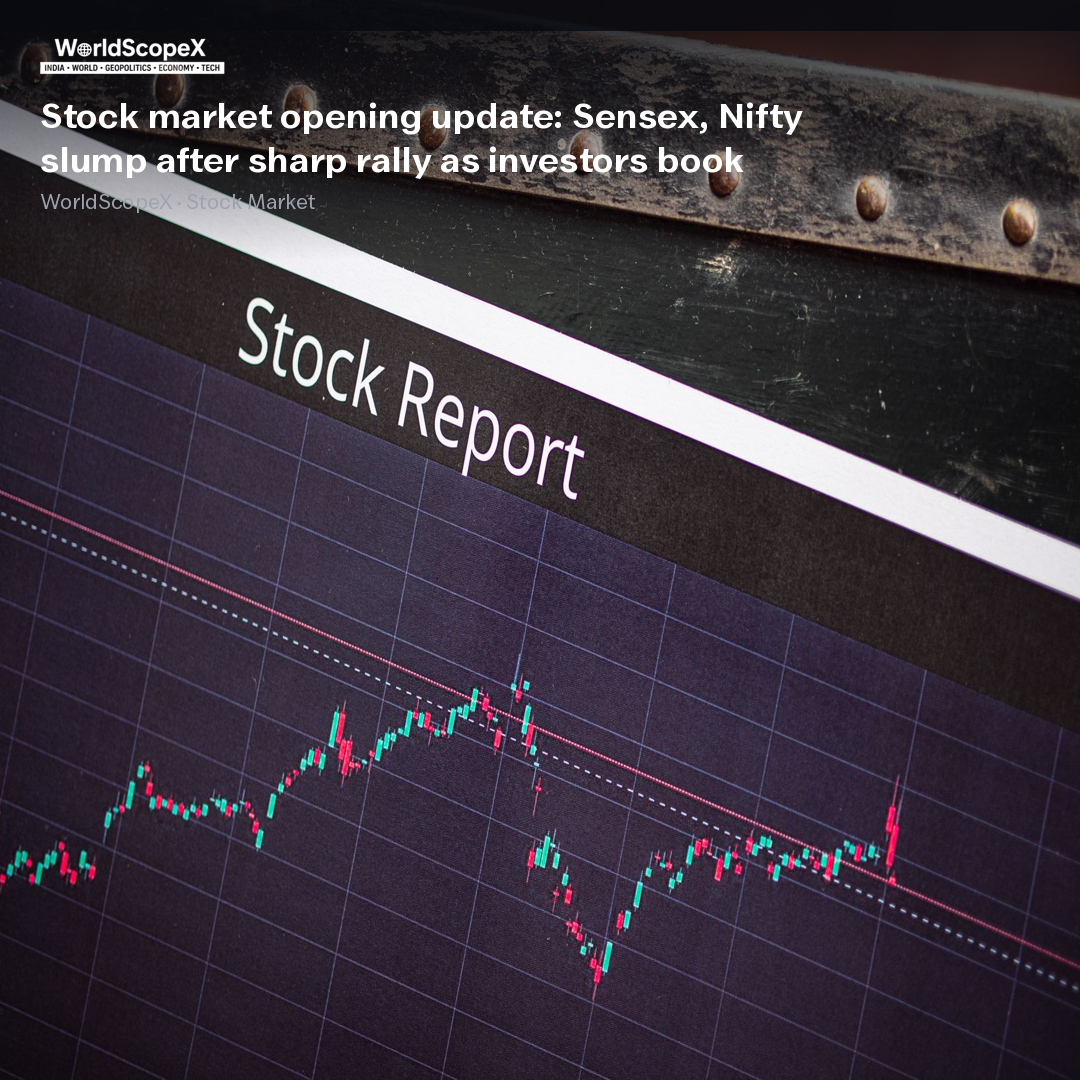 WorldScopeX
INDIA • WORLD • GEOPOLITICS • ECONOMY • TECH
Stock market opening update: Sensex, Nifty
slump after sharp rally as investors book
WorldScopeX · Stock Market
Stock Report